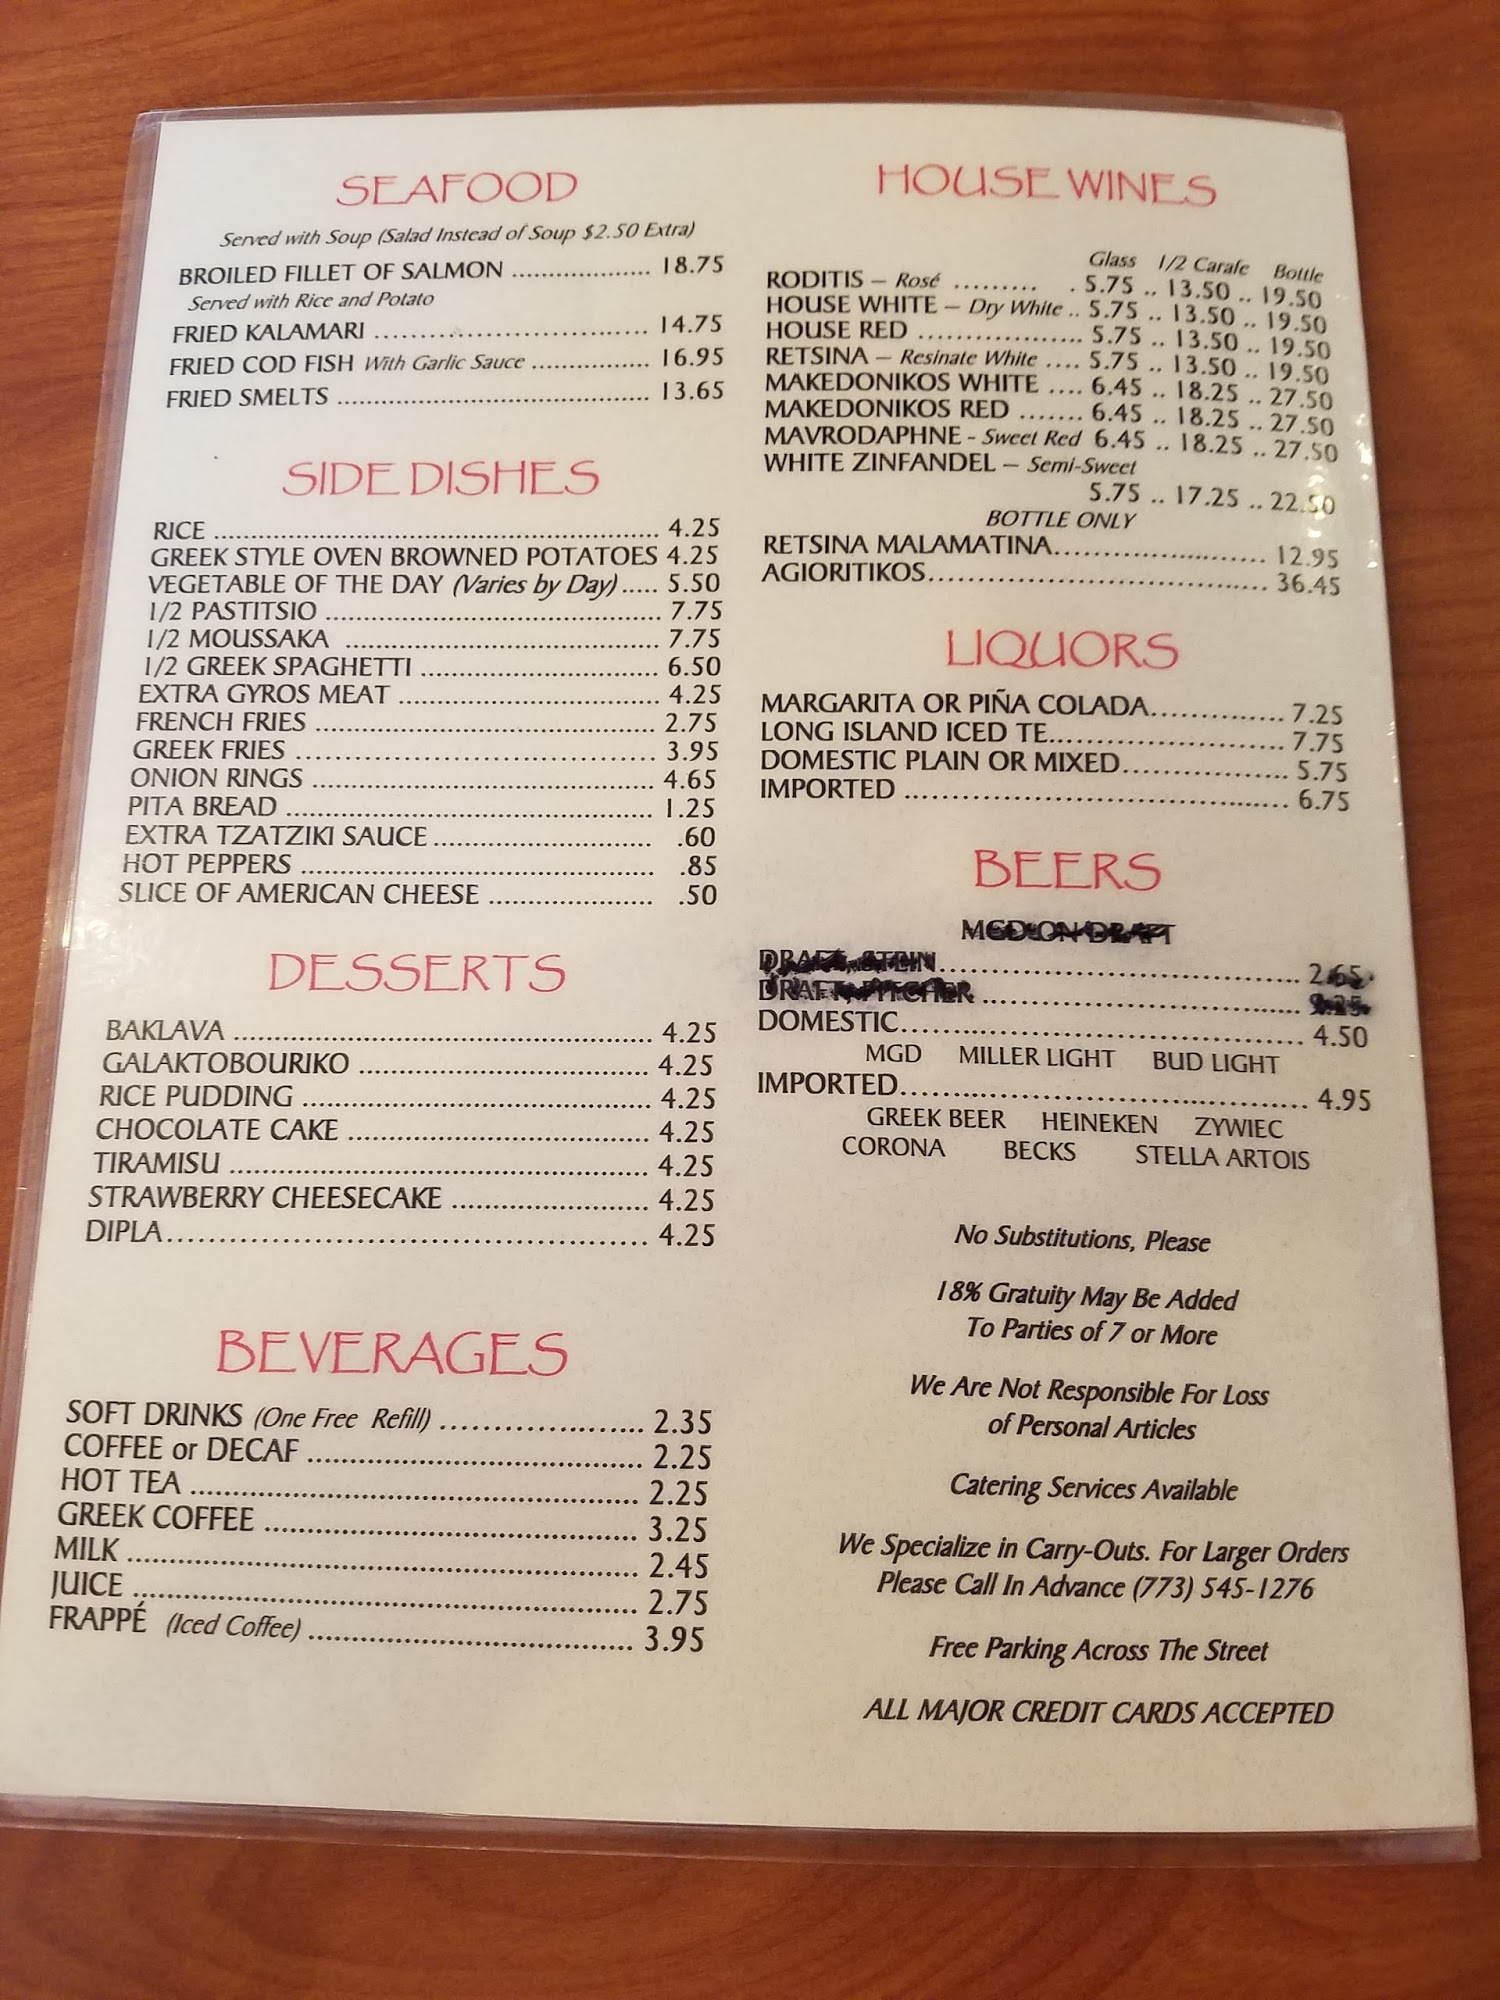 SEAFOOD
Served with Soup (Salad Instead of Soup $2.50 Extra)
BROILED FILLET OF SALMON ................... 18.75
Served with Rice and Potato
FRIED KALAMARI ................................ 14.75
FRIED COD FISH With Garlic Sauce ................ 16.95
FRIED SMELTS ........................................ 13.65
SIDE DISHES
RICE .......................................................... 4.25
GREEK STYLE OVEN BROWNED POTATOES 4.25
VEGETABLE OF THE DAY (Varies by Day) ..... 5.50
1/2 PASTITSIO ........................................... 7.75
1/2 MOUSSAKA ......................................... 7.75
1/2 GREEK SPAGHETTI ............................... 6.50
EXTRA GYROS MEAT .................................. 4.25
FRENCH FRIES ............................................ 2.75
GREEK FRIES .............................................. 3.95
ONION RINGS ............................................ 4.65
PITA BREAD ................................................ 1.25
EXTRA TZATZIKI SAUCE ............................ .60
HOT PEPPERS ............................................. .85
SLICE OF AMERICAN CHEESE ..................... .50
DESSERTS
BAKLAVA ...................................................... 4.25
GALAKTOBOURIKO ..................................... 4.25
RICE PUDDING ............................................ 4.25
CHOCOLATE CAKE ...................................... 4.25
TIRAMISU ..................................................... 4.25
STRAWBERRY CHEESECAKE ......................... 4.25
DIPLA............................................. 4.25
BEVERAGES
SOFT DRINKS (One Free Refill) ...................... 2.35
COFFEE or DECAF ....................................... 2.25
HOT TEA ..................................................... 2.25
GREEK COFFEE ............................................ 3.25
MILK ............................................................ 2.45
JUICE ........................................................... 2.75
FRAPPÉ (Iced Coffee) ..................................... 3.95
HOUSE WINES
Glass 1/2 Carafe Bottle
RODITIS – Rosé ......... . 5.75 .. 13.50 .. 19.50
HOUSE WHITE – Dry White .. 5.75 .. 13.50 .. 19.50
HOUSE RED ................... 5.75 .. 13.50 .. 19.50
RETSINA – Resinate White .... 5.75 .. 13.50 .. 19.50
MAKEDONIKOS WHITE .... 6.45 .. 18.25 .. 27.50
MAKEDONIKOS RED ....... 6.45 .. 18.25 .. 27.50
MAVRODAPHNE - Sweet Red 6.45 .. 18.25 .. 27.50
WHITE ZINFANDEL – Semi-Sweet
5.75 .. 17.25 .. 22.50
BOTTLE ONLY
RETSINA MALAMATINA........................ 12.95
AGIORITIKOS....................................... 36.45
LIQUORS
MARGARITA OR PIÑA COLADA............... 7.25
LONG ISLAND ICED TE........................... 7.75
DOMESTIC PLAIN OR MIXED.................. 5.75
IMPORTED .......................................... 6.75
BEERS
MGD ON DRAFT
DRAFT STEIN........................................ 2.65
DRAFT PITCHER .................................... 9.25
DOMESTIC............................................. 4.50
MGD MILLER LIGHT BUD LIGHT
IMPORTED............................................. 4.95
GREEK BEER HEINEKEN ZYWIEC
CORONA BECKS STELLA ARTOIS
No Substitutions, Please
18% Gratuity May Be Added
To Parties of 7 or More
We Are Not Responsible For Loss
of Personal Articles
Catering Services Available
We Specialize in Carry-Outs. For Larger Orders
Please Call In Advance (773) 545-1276
Free Parking Across The Street
ALL MAJOR CREDIT CARDS ACCEPTED